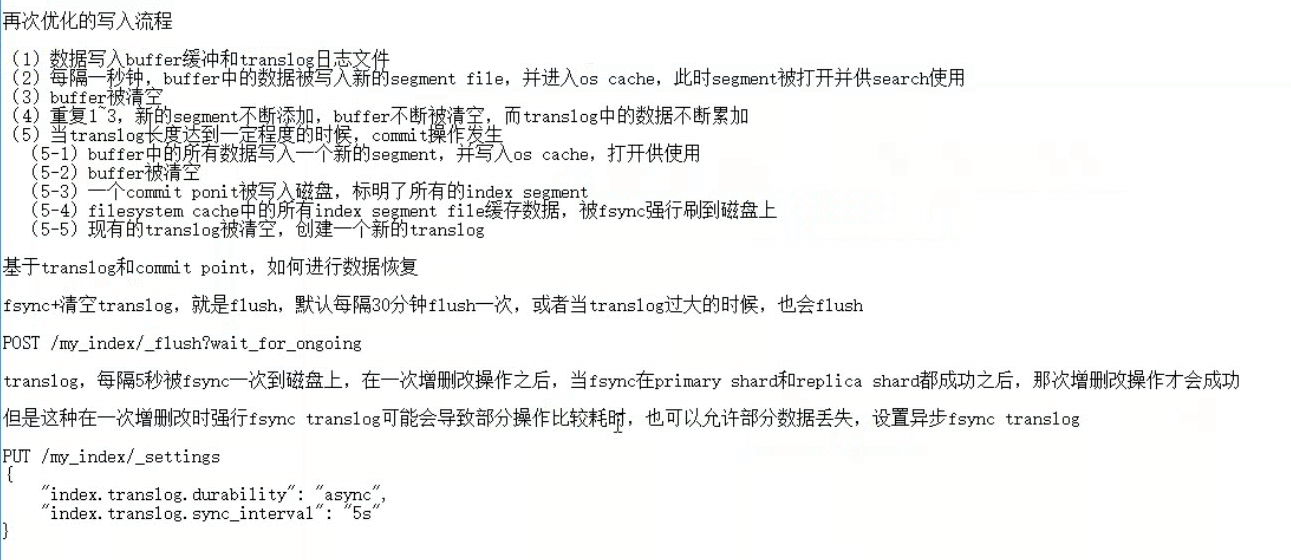 再次优化的写入流程
（1）数据写入buffer缓冲和translog日志文件
（2）每隔一秒钟，buffer中的数据被写入新的segment file，并进入os cache，此时segment被打开并供search使用
（3）buffer被清空
（4）重复1~3，新的segment不断添加，buffer不断被清空，而translog中的数据不断累加
（5）当translog长度达到一定程度的时候，commit操作发生
（5-1）buffer中的所有数据写入一个新的segment，并写入os cache，打开供使用
（5-2）buffer被清空
（5-3）一个commit ponit被写入磁盘，标明了所有的index segment
（5-4）filesystem cache中的所有index segment file缓存数据，被fsync强行刷到磁盘上
（5-5）现有的translog被清空，创建一个新的translog
基于translog和commit point，如何进行数据恢复
fsync+清空translog，就是flush，默认每隔30分钟flush一次，或者当translog过大的时候，也会flush
POST /my_index/_flush?wait_for_ongoing
translog，每隔5秒被fsync一次到磁盘上，在一次增删改操作之后，当fsync在primary shard和replica shard都成功之后，那次增删改操作才会成功
但是这种在一次增删改时强行fsync translog可能会导致部分操作比较耗时，也可以允许部分数据丢失，设置异步fsync translog
PUT /my_index/_settings
{
"index.translog.durability": "async",
"index.translog.sync_interval": "5s"
}